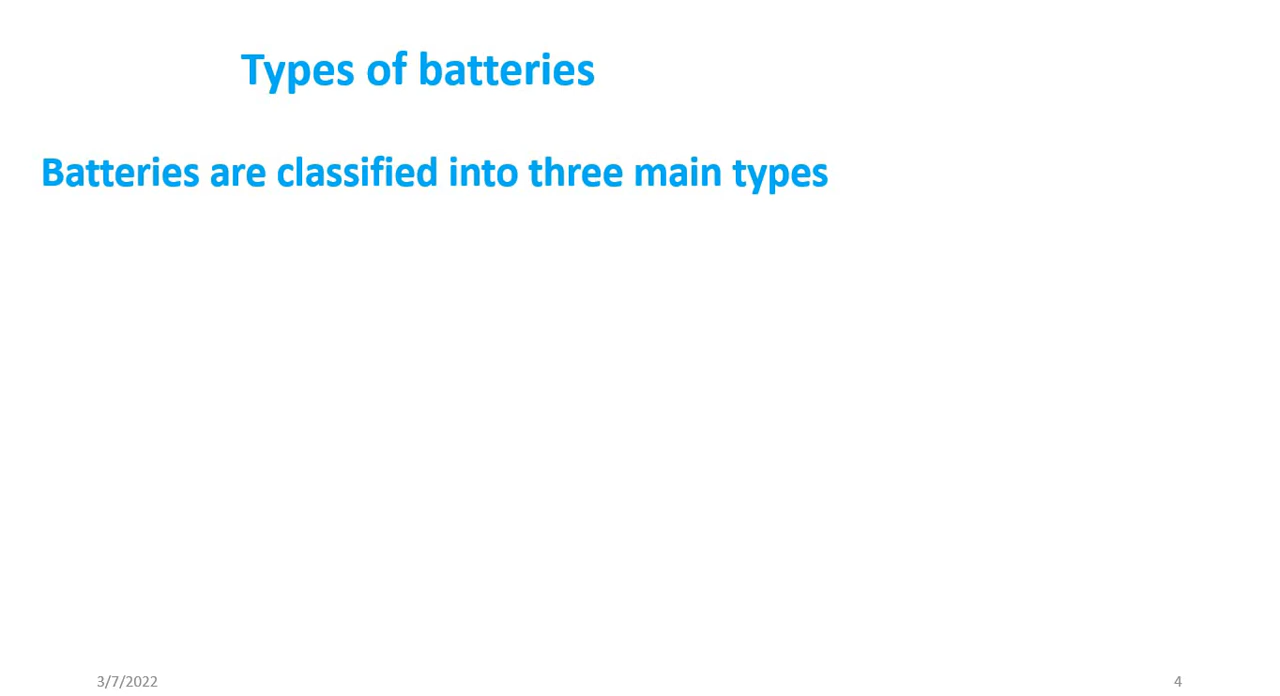 Types of batteries
Batteries are classified into three main types
3/7/2022
4